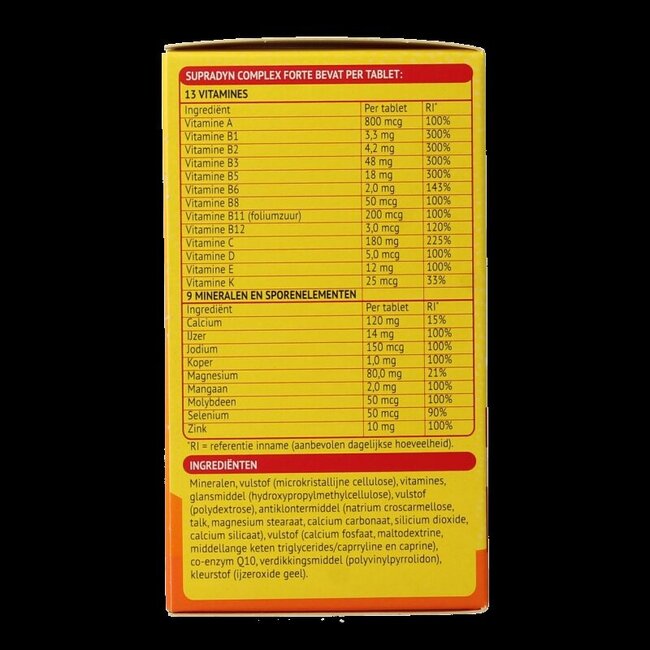 SUPRADYN COMPLEX FORTE BEVAT PER TABLET:
13 VITAMINES
Ingrediënt Per tablet RI*
Vitamine A 800 mcg 100%
Vitamine B1 3,3 mg 300%
Vitamine B2 4,2 mg 300%
Vitamine B3 48 mg 300%
Vitamine B5 18 mg 300%
Vitamine B6 2,0 mg 143%
Vitamine B8 50 mcg 100%
Vitamine B11 (foliumzuur) 200 mcg 100%
Vitamine B12 3,0 mcg 120%
Vitamine C 180 mg 225%
Vitamine D 5,0 mcg 100%
Vitamine E 12 mg 100%
Vitamine K 25 mcg 33%
9 MINERALEN EN SPORENELEMENTEN
Ingrediënt Per tablet RI*
Calcium 120 mg 15%
IJzer 14 mg 100%
Jodium 150 mcg 100%
Koper 1,0 mg 100%
Magnesium 80,0 mg 21%
Mangaan 2,0 mg 100%
Molybdeen 50 mcg 100%
Selenium 50 mcg 90%
Zink 10 mg 100%
*RI = referentie inname (aanbevolen dagelijkse hoeveelheid).
INGREDIËNTEN
Mineralen, vulstof (microkristallijne cellulose), vitamines,
glansmiddel (hydroxypropylmethylcellulose), vulstof
(polydextrose), antiklontermiddel (natrium croscarmellose,
talk, magnesium stearaat, calcium carbonaat, silicium dioxide,
calcium silicaat), vulstof (calcium fosfaat, maltodextrine,
middellange keten triglycerides/capryrline en caprine),
co-enzym Q10, verdikkingsmiddel (polyvinylpyrrolidon),
kleurstof (ijzeroxide geel).